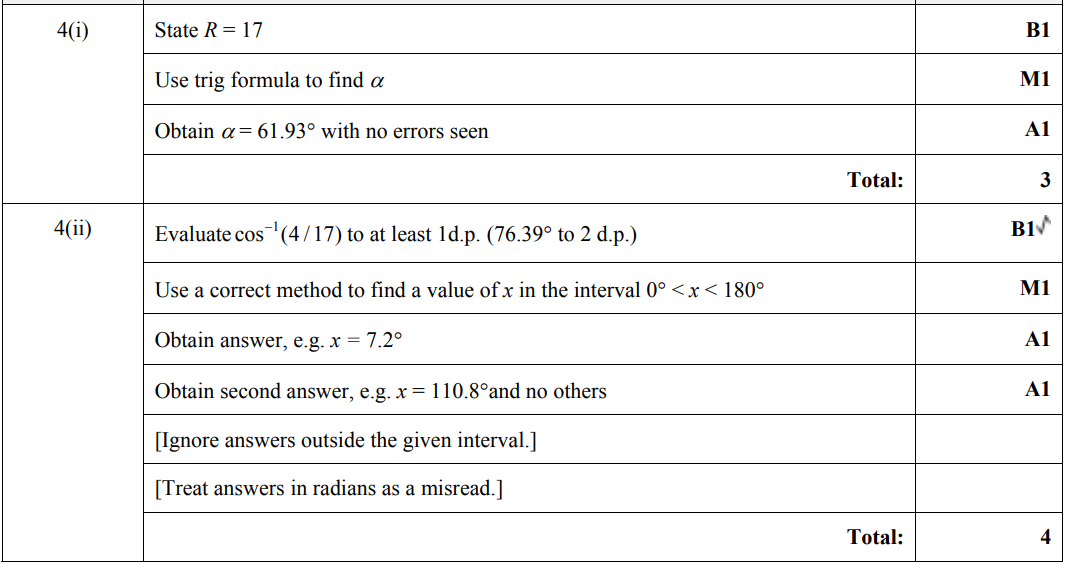 4(i) State R = 17 B1
Use trig formula to find α M1
Obtain α = 61.93° with no errors seen A1
Total: 3
4(ii) Evaluate cos⁻¹(4 / 17) to at least 1d.p. (76.39° to 2 d.p.) B1√
Use a correct method to find a value of x in the interval 0° < x < 180° M1
Obtain answer, e.g. x = 7.2° A1
Obtain second answer, e.g. x = 110.8°and no others A1
[Ignore answers outside the given interval.]
[Treat answers in radians as a misread.]
Total: 4